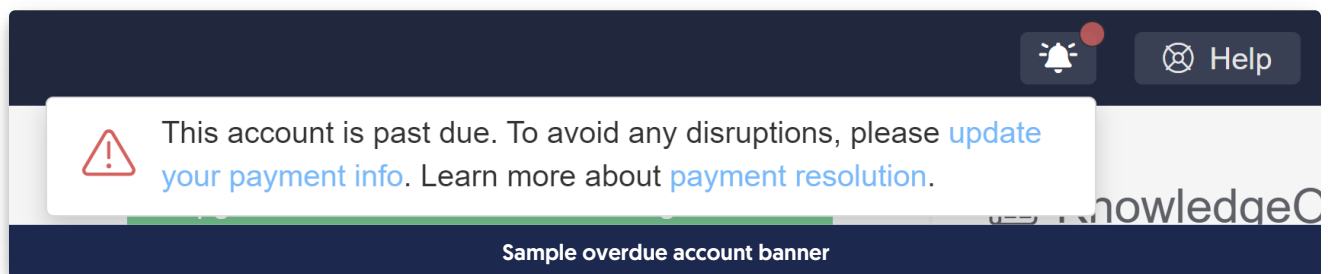 Help
This account is past due. To avoid any disruptions, please update
your payment info. Learn more about payment resolution.
Sample overdue account banner